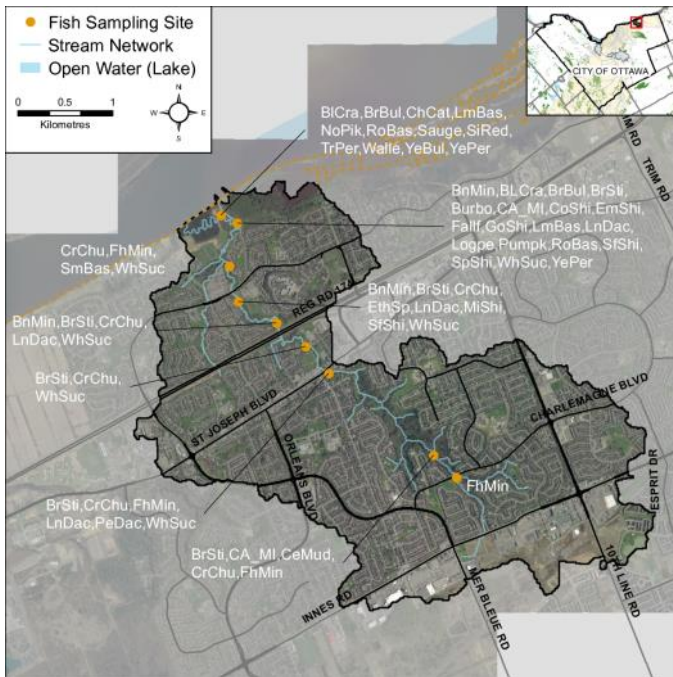 Fish Sampling Site
Stream Network
Open Water (Lake)
0 0.5 1
Kilometres
N
W E
S
CITY OF OTTAWA
TRIM RD
BlCra,BrBul,ChCat,LmBas,
NoPik,RoBas,Sauge,SiRed,
TrPer,Walle,YeBul,YePer
BnMin,BLCra,BrBul,BrSti,
Burbo,CA_MI,CoShi,EmShi,
Fallf,GoShi,LmBas,LnDac,
Logpe,Pumpk,RoBas,SfShi,
SpShi,WhSuc,YePer
CrChu,FhMin,
SmBas,WhSuc
BnMin,BrSti,CrChu,
EthSp,LnDac,MiShi,
SfShi,WhSuc
REG RD 174
BnMin,BrSti,CrChu,
LnDac,WhSuc
BrSti,CrChu,
WhSuc
ST JOSEPH BLVD
CHARLEMAGNE BLVD
ORLEANS BLVD
ESPRIT DR
FhMin
BrSti,CrChu,FhMin,
LnDac,PeDac,WhSuc
BrSti,CA_MI,CeMud,
CrChu,FhMin
INNES RD
MER BLEUE RD
10TH LINE RD